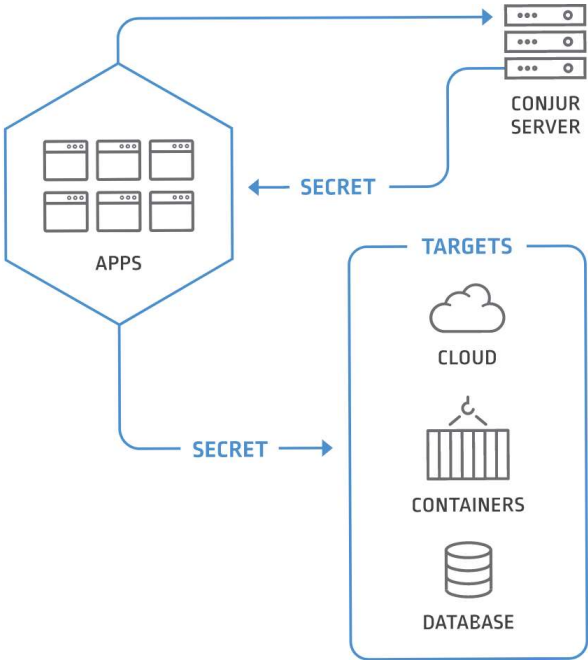 CONJUR
SERVER
SECRET
APPS
TARGETS
CLOUD
SECRET
CONTAINERS
DATABASE